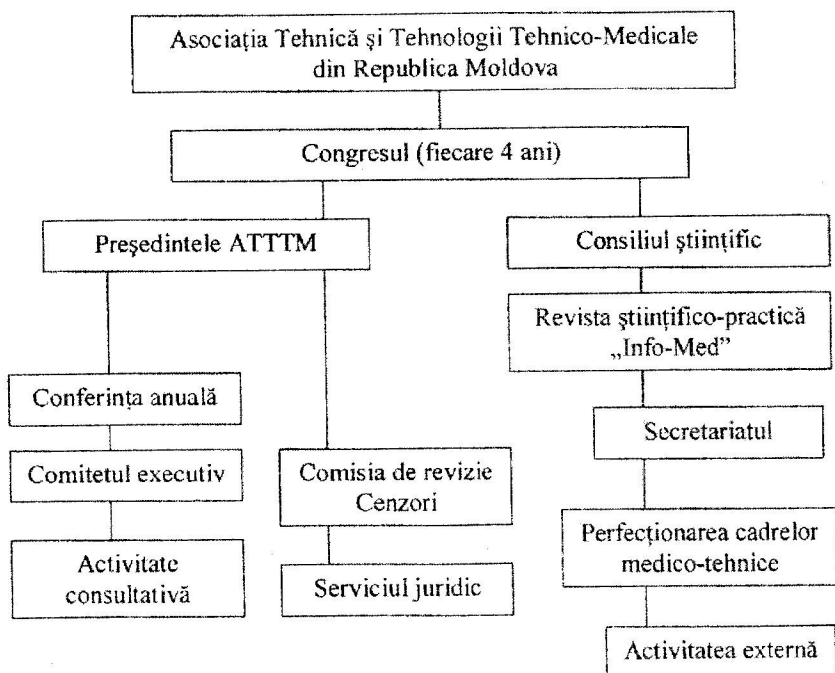 Asociaţia Tehnică şi Tehnologii Tehnico-Medicale
din Republica Moldova
Congresul (fiecare 4 ani)
Preşedintele ATTTM
Consiliul ştiinţific
Revista ştiinţifico-practică
„Info-Med”
Conferinţa anuală
Secretariatul
Comitetul executiv
Comisia de revizie
Cenzori
Perfecţionarea cadrelor
medico-tehnice
Activitate
consultativă
Serviciul juridic
Activitatea externă